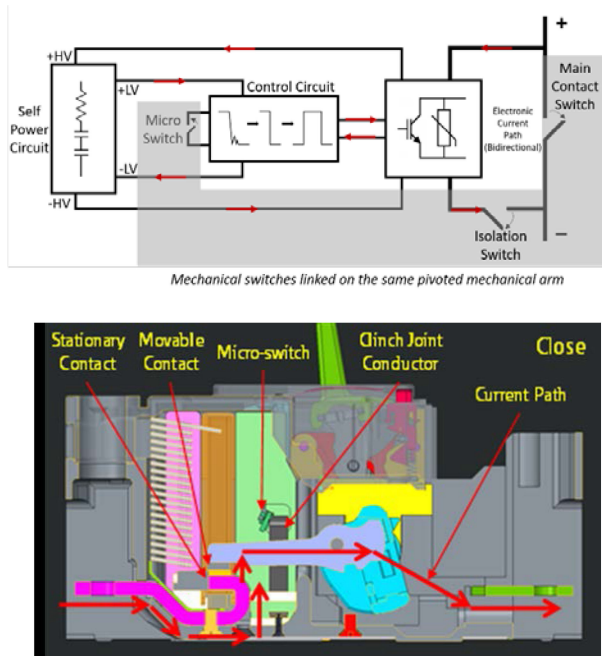 +HV
+LV
Self
Power
Circuit
-LV
-HV
Control Circuit
Micro
Switch
Electronic
Current
Path
(Bidirectional)
+
Main
Contact
Switch
−
Isolation
Switch
Mechanical switches linked on the same pivoted mechanical arm
Stationary
Contact
Movable
Contact
Micro-switch
Clinch Joint
Conductor
Close
Current Path